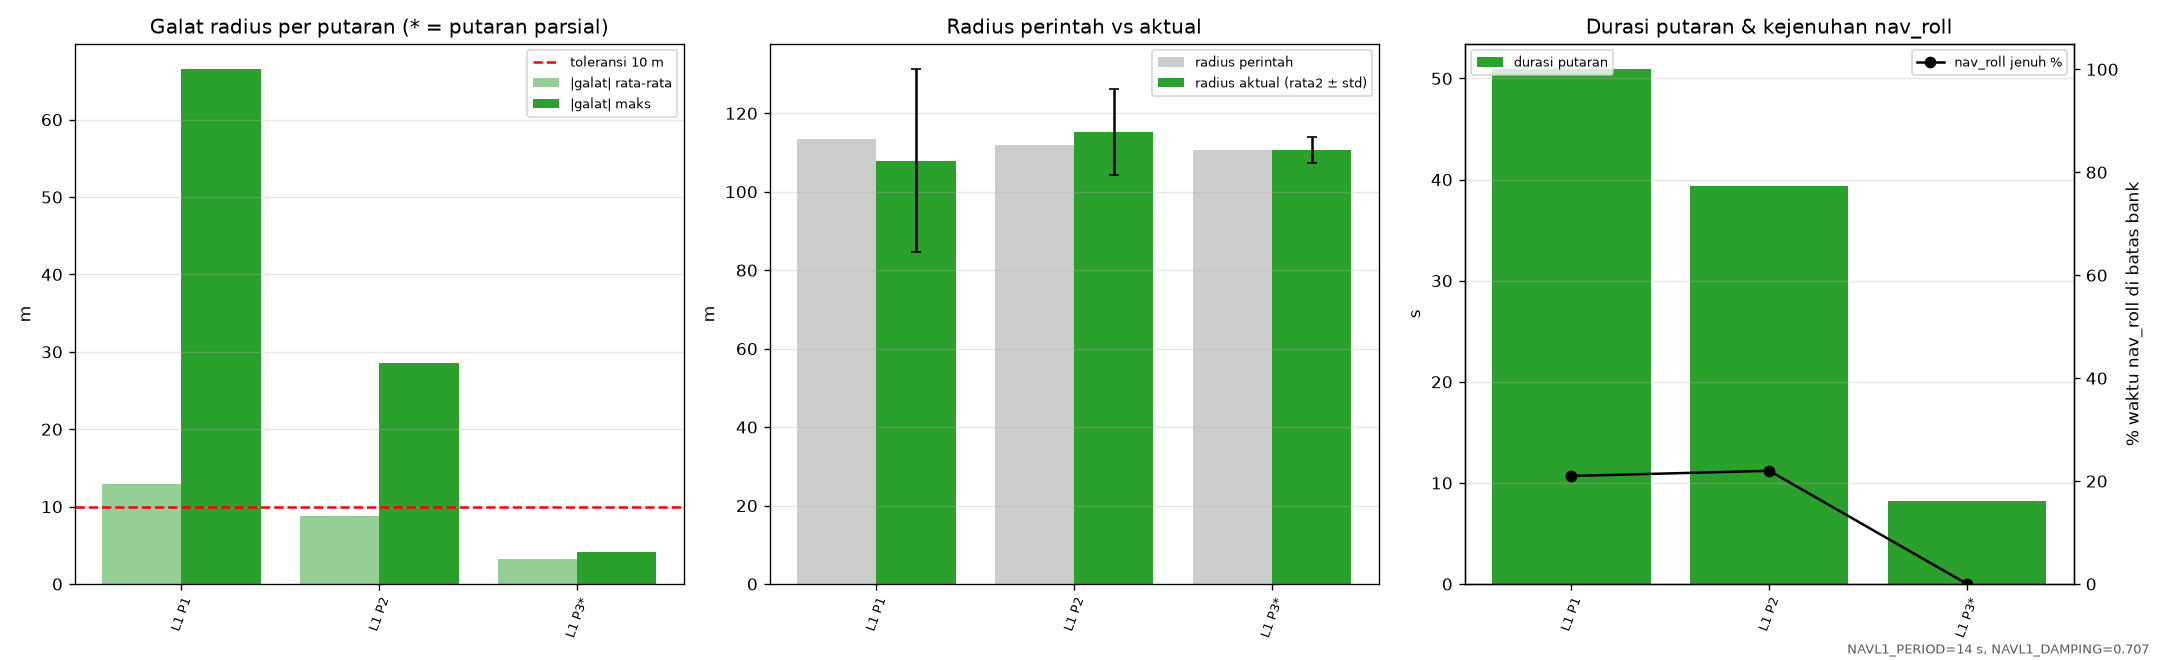 Galat radius per putaran (* = putaran parsial)
toleransi 10 m
|galat| rata-rata
|galat| maks
60
50
40
30
20
10
0
m
L1 P1
L1 P2
L1 P3*
Radius perintah vs aktual
radius perintah
radius aktual (rata2 ± std)
120
100
80
60
40
20
0
m
L1 P1
L1 P2
L1 P3*
Durasi putaran & kejenuhan nav_roll
durasi putaran
nav_roll jenuh %
50
40
30
20
10
0
s
100
80
60
40
20
0
% waktu nav_roll di batas bank
L1 P1
L1 P2
L1 P3*
NAVL1_PERIOD=14 s, NAVL1_DAMPING=0.707